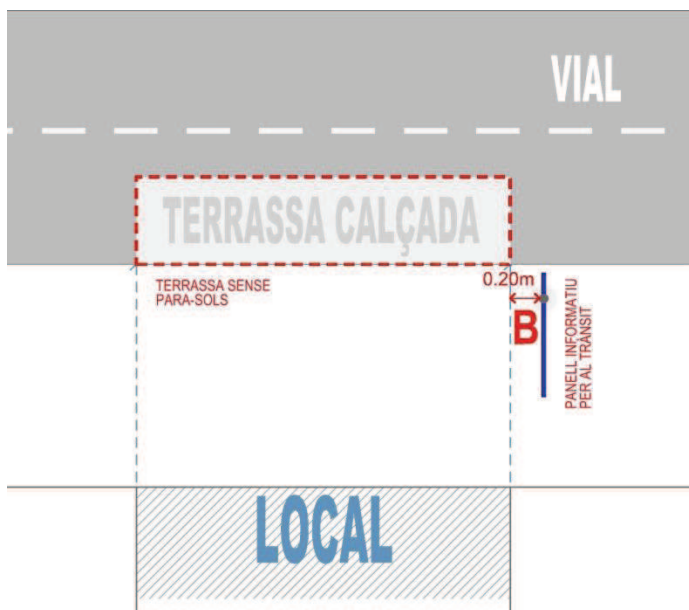 VIAL
TERRASSA CALÇADA
TERRASSA SENSE
PARA-SOLS
0.20m
B
PANELL INFORMATIU
PER AL TRÀNSIT
LOCAL